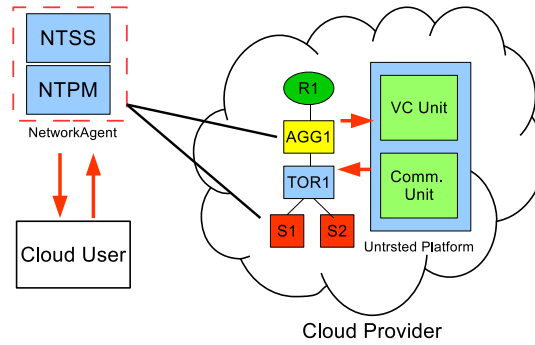 NTSS
NTPM
NetworkAgent
Cloud User
R1
AGG1
TOR1
S1
S2
VC Unit
Comm.
Unit
Untrsted Platform
Cloud Provider